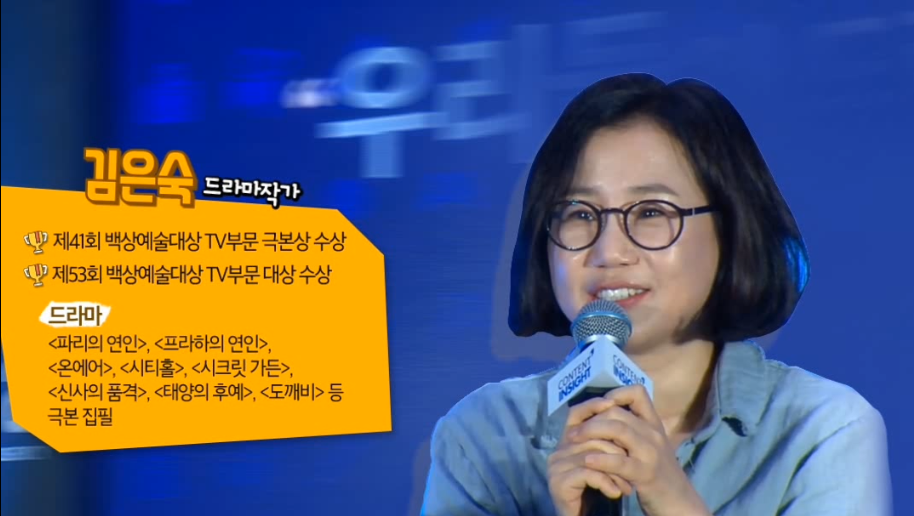 우리
김은숙 드라마작가
제41회 백상예술대상 TV부문 극본상 수상
제53회 백상예술대상 TV부문 대상 수상
드라마
<파리의 연인>, <프라하의 연인>,
<온에어>, <시티홀>, <시크릿 가든>,
<신사의 품격>, <태양의 후예>, <도깨비> 등
극본 집필
CONTENT
INSIGHT